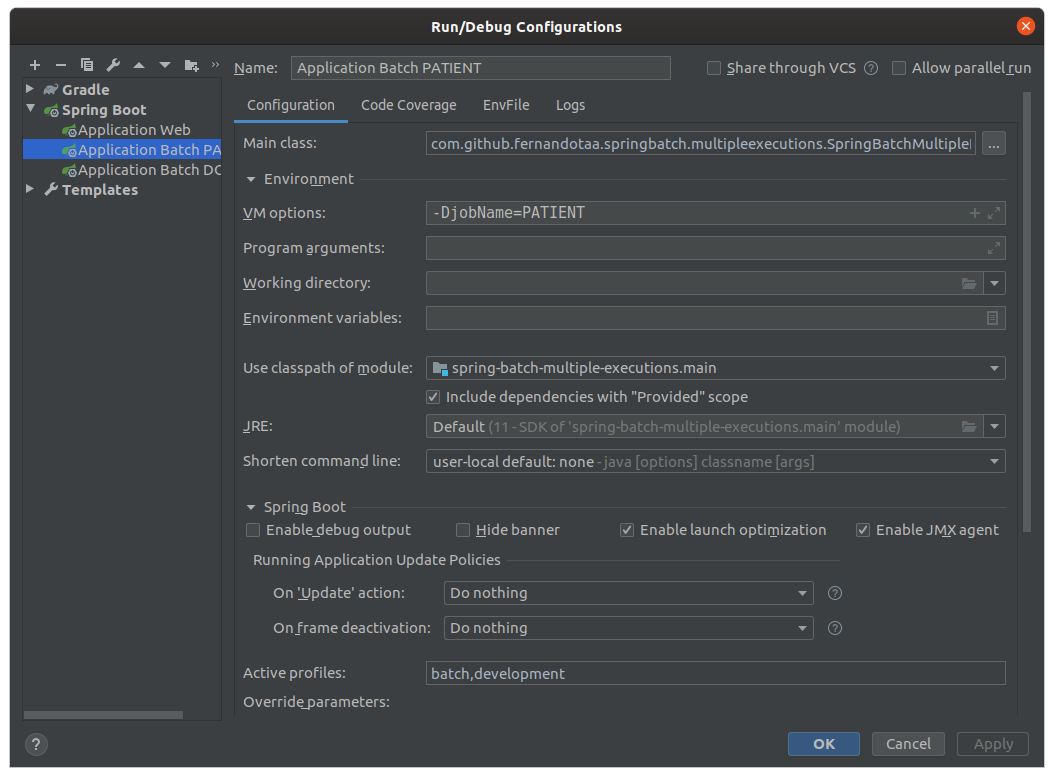 Run/Debug Configurations
Name: Application Batch PATIENT Share through VCS ? Allow parallel run
Gradle
Spring Boot
Application Web
Application Batch PA
Application Batch DC
Templates
Configuration Code Coverage EnvFile Logs
Main class: com.github.fernandotaa.springbatch.multipleexecutions.SpringBatchMultiple ...
Environment
VM options: -DjobName=PATIENT
Program arguments:
Working directory:
Environment variables:
Use classpath of module: spring-batch-multiple-executions.main
Include dependencies with "Provided" scope
JRE: Default (11 - SDK of 'spring-batch-multiple-executions.main' module)
Shorten command line: user-local default: none - java [options] classname [args]
Spring Boot
Enable debug output Hide banner Enable launch optimization Enable JMX agent
Running Application Update Policies
On 'Update' action: Do nothing ?
On frame deactivation: Do nothing ?
Active profiles: batch,development
Override parameters:
? OK Cancel Apply